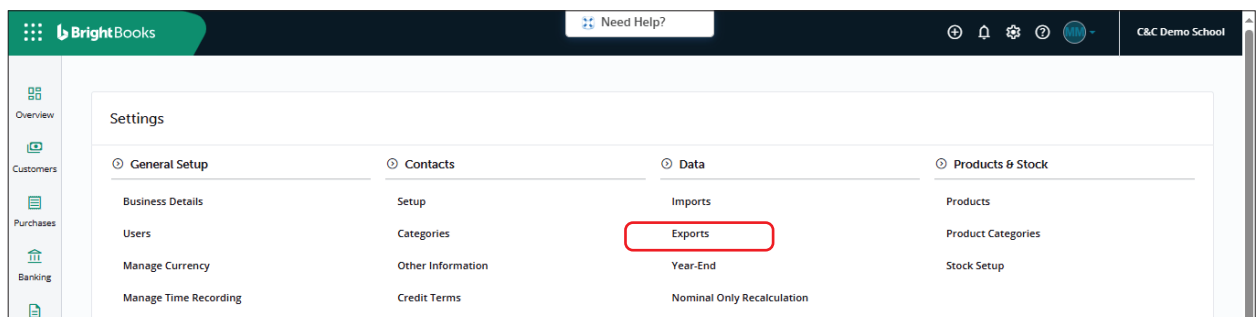 BrightBooks
Need Help?
MM
C&C Demo School
Overview
Customers
Purchases
Banking
Settings
General Setup
Business Details
Users
Manage Currency
Manage Time Recording
Contacts
Setup
Categories
Other Information
Credit Terms
Data
Imports
Exports
Year-End
Nominal Only Recalculation
Products & Stock
Products
Product Categories
Stock Setup